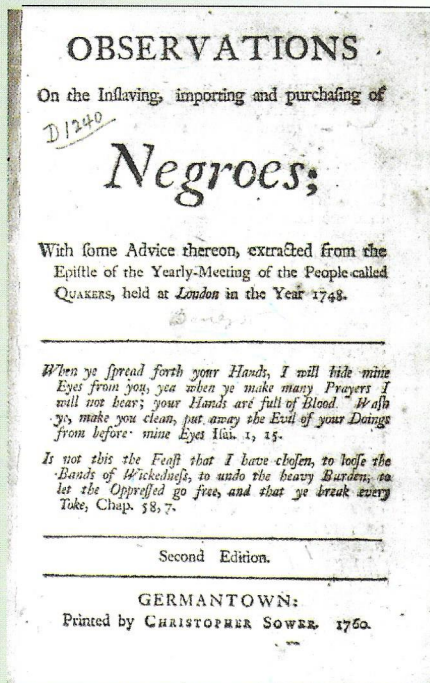 OBSERVATIONS
On the Inſlaving, importing and purchaſing of
D1240
Negroes;
With ſome Advice thereon, extracted from the
Epiſtle of the Yearly-Meeting of the People called
QUAKERS, held at London in the Year 1748.
When ye ſpread forth your Hands, I will hide mine
Eyes from you, yea when ye make many Prayers I
will not hear; your Hands are full of Blood. Waſh
ye, make you clean, put away the Evil of your Doings
from before mine Eyes Iſai. 1, 15.
Is not this the Feaſt that I have choſen, to looſe the
Bands of Wickedneſs, to undo the heavy Burden, to
let the Oppreſſed go free, and that ye break every
Yoke, Chap. 58, 7.
Second Edition.
GERMANTOWN:
Printed by CHRISTOPHER SOWER. 1760.